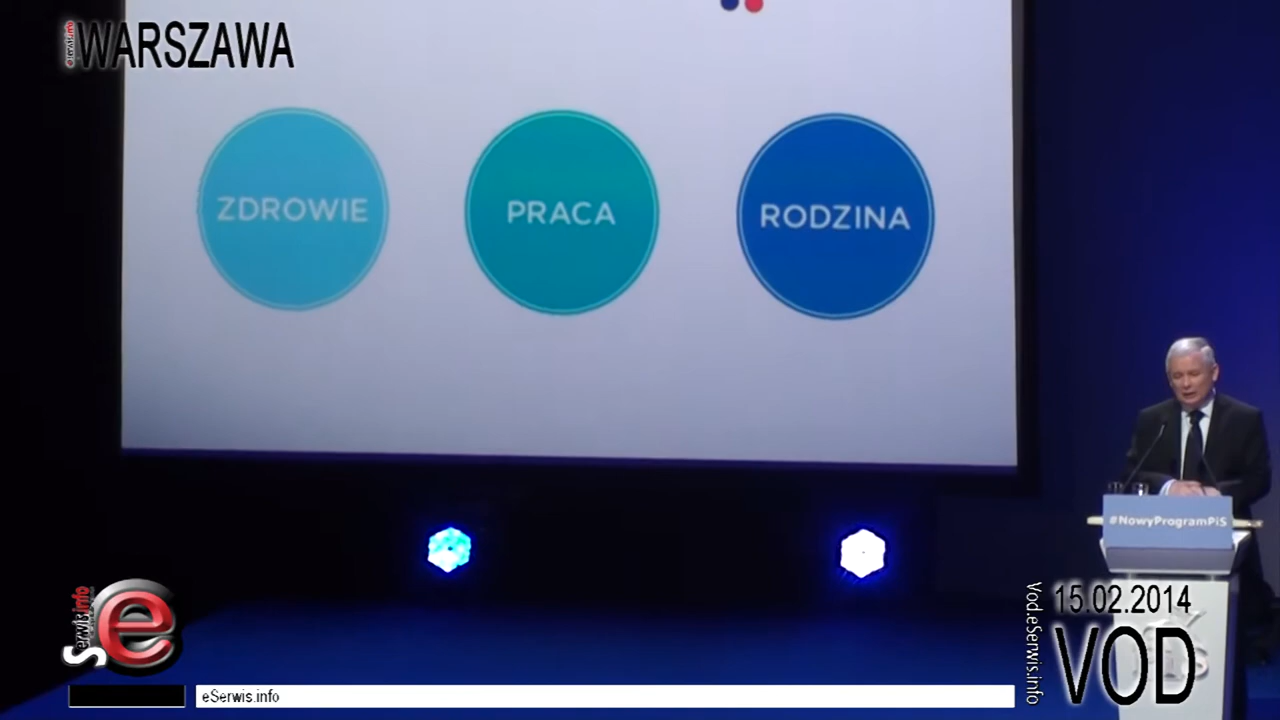 WARSZAWA
ZDROWIE
PRACA
RODZINA
#NowyProgramPiS
15.02.2014
VOD
Vod.eSerwis.info
eSerwis.info